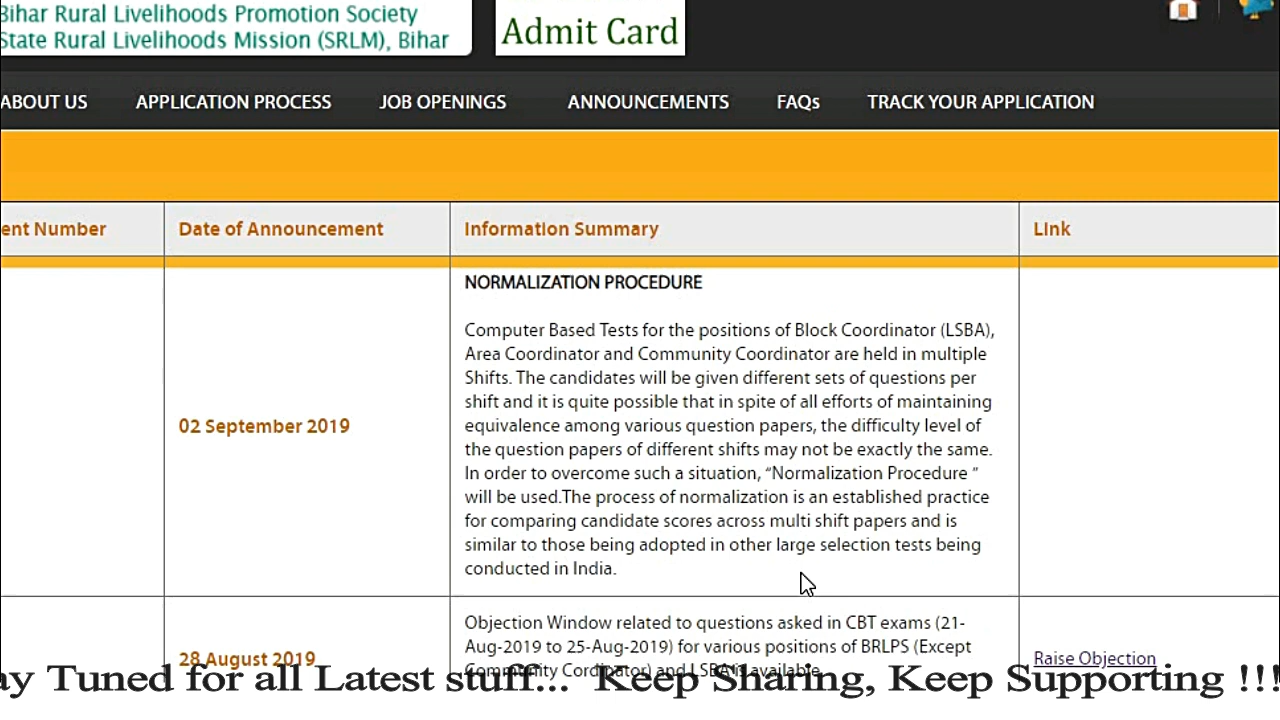 Bihar Rural Livelihoods Promotion Society
State Rural Livelihoods Mission (SRLM), Bihar
Admit Card
ABOUT US APPLICATION PROCESS JOB OPENINGS ANNOUNCEMENTS FAQs TRACK YOUR APPLICATION
ent Number Date of Announcement Information Summary LInk
NORMALIZATION PROCEDURE
Computer Based Tests for the positions of Block Coordinator (LSBA),
Area Coordinator and Community Coordinator are held in multiple
Shifts. The candidates will be given different sets of questions per
shift and it is quite possible that in spite of all efforts of maintaining
equivalence among various question papers, the difficulty level of
the question papers of different shifts may not be exactly the same.
In order to overcome such a situation, “Normalization Procedure ”
will be used.The process of normalization is an established practice
for comparing candidate scores across multi shift papers and is
similar to those being adopted in other large selection tests being
conducted in India.
02 September 2019
Objection Window related to questions asked in CBT exams (21-
Aug-2019 to 25-Aug-2019) for various positions of BRLPS (Except
Community Cordinator) and LSBA is available.
28 August 2019
Raise Objection
ay Tuned for all Latest stuff... Keep Sharing, Keep Supporting !!!